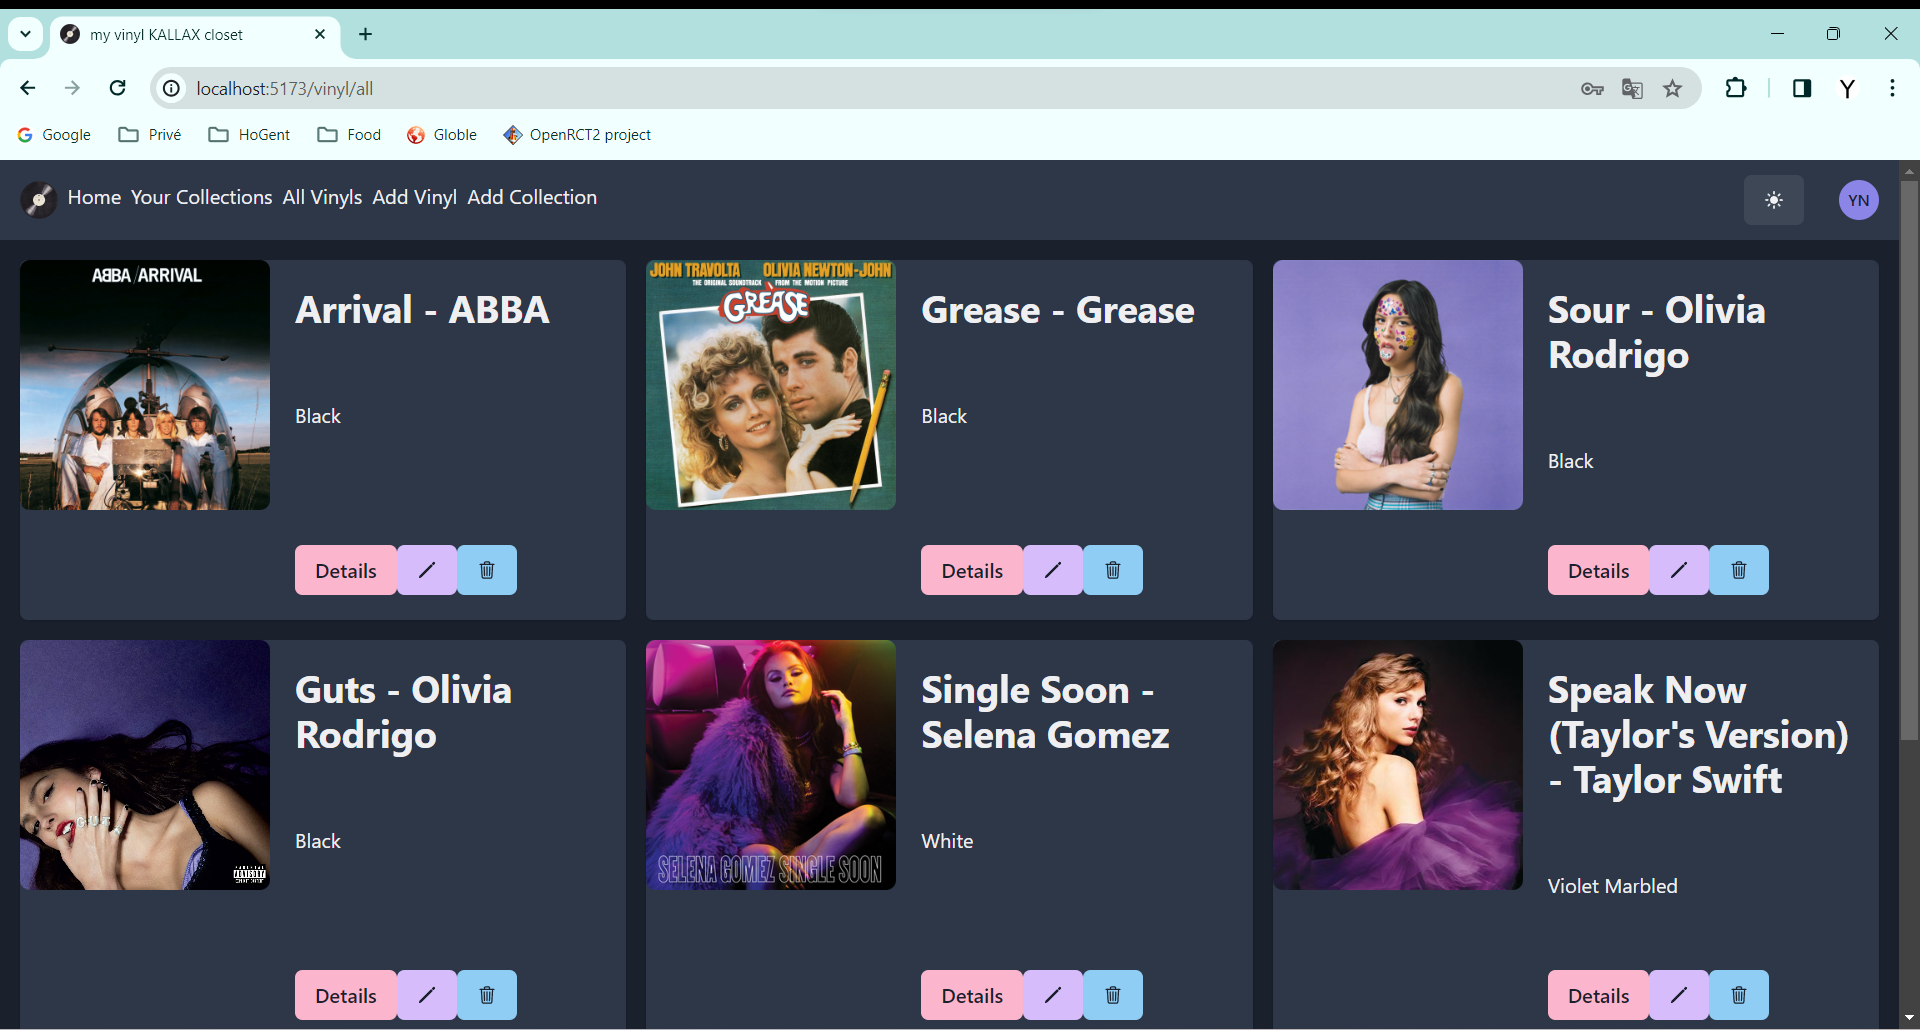 my vinyl KALLAX closet
localhost:5173/vinyl/all
Y
Google Privé HoGent Food Globle OpenRCT2 project
Home Your Collections All Vinyls Add Vinyl Add Collection
YN
ABBA/ARRIVAL
Arrival - ABBA
Black
Details
JOHN TRAVOLTA OLIVIA NEWTON-JOHN
THE ORIGINAL SOUNDTRACK FROM THE MOTION PICTURE
GREASE
Grease - Grease
Black
Details
Sour - Olivia
Rodrigo
Black
Details
Guts - Olivia
Rodrigo
Black
Details
SELENA GOMEZ SINGLE SOON
Single Soon -
Selena Gomez
White
Details
Speak Now
(Taylor's Version)
- Taylor Swift
Violet Marbled
Details